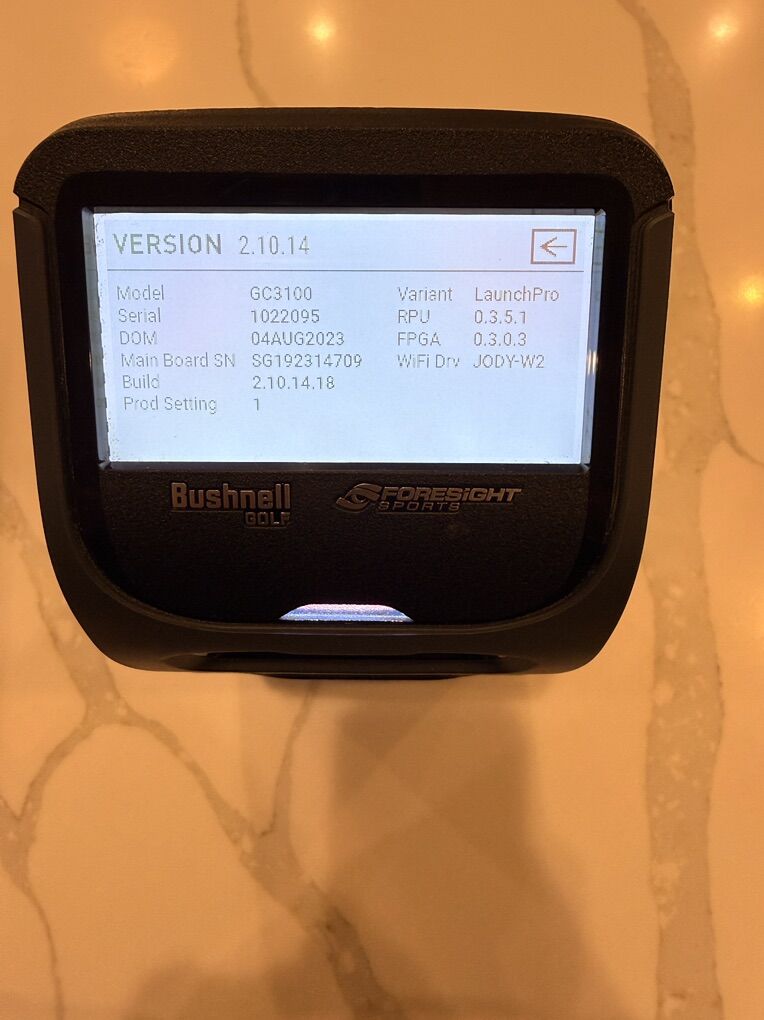 VERSION 2.10.14
Model GC3100 Variant LaunchPro
Serial 1022095 RPU 0.3.5.1
DOM 04AUG2023 FPGA 0.3.0.3
Main Board SN SG192314709 WiFi Drv JODY-W2
Build 2.10.14.18
Prod Setting 1
Bushnell GOLF
FORESIGHT SPORTS